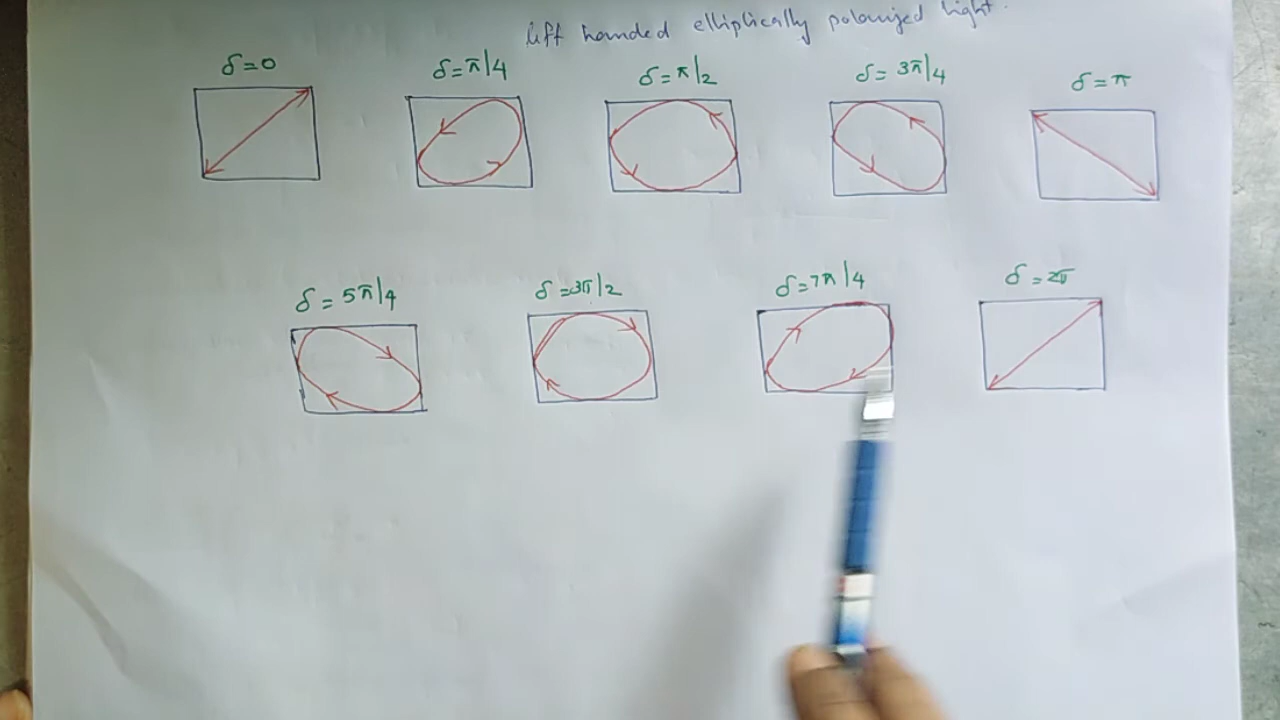 left handed elliptically polarized light.
δ=0
δ=π/4
δ=π/2
δ=3π/4
δ=π
δ=5π/4
δ=3π/2
δ=7π/4
δ=2π